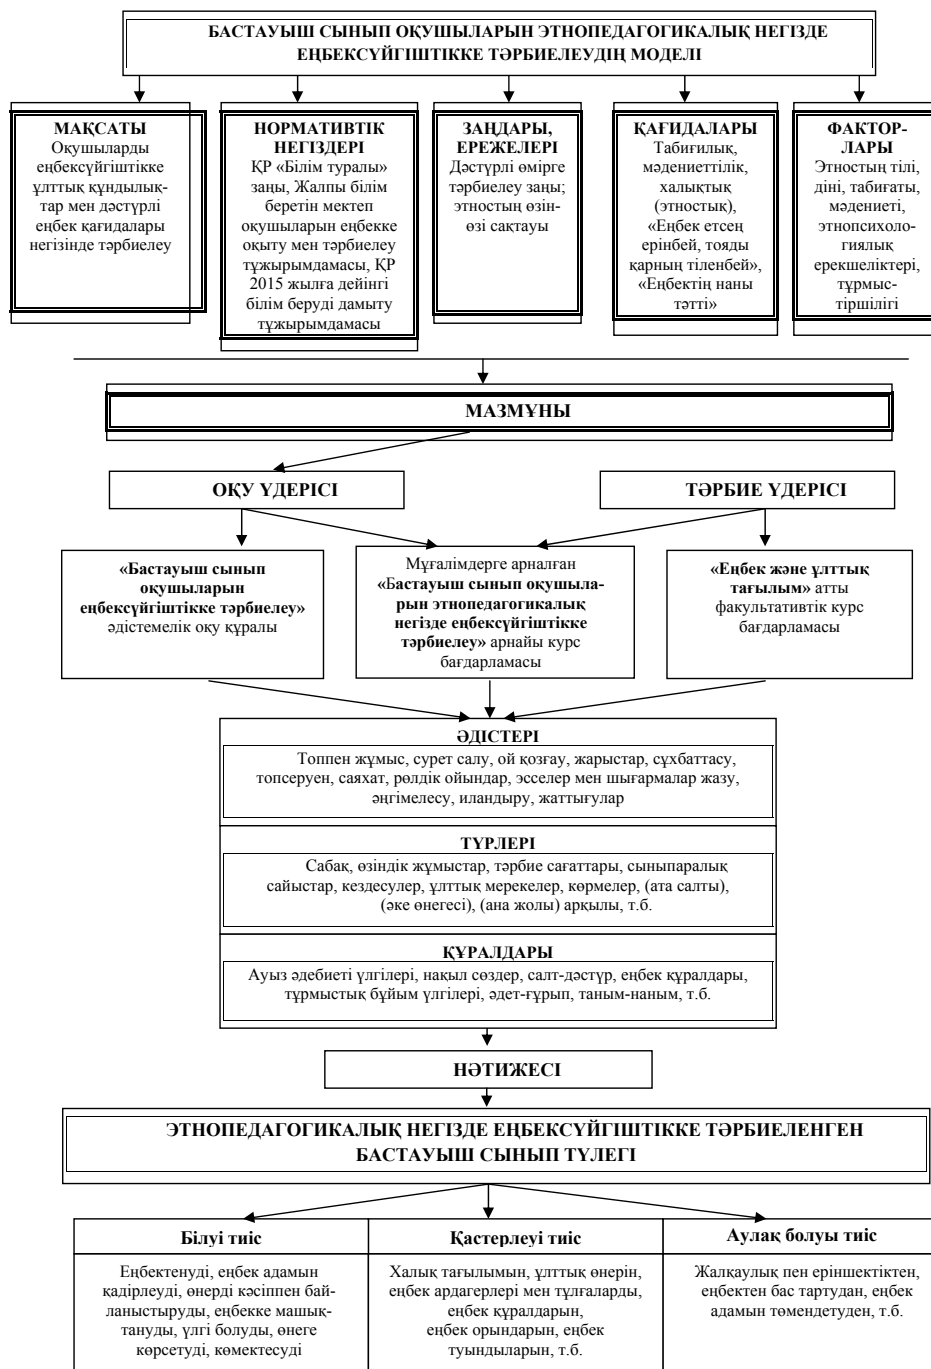 БАСТАУЫШ СЫНЫП ОҚУШЫЛАРЫН ЭТНОПЕДАГОГИКАЛЫҚ НЕГІЗДЕ
ЕҢБЕКСҮЙГІШТІККЕ ТӘРБИЕЛЕУДІҢ МОДЕЛІ
МАҚСАТЫ
Оқушыларды
еңбексүйгіштікке
ұлттық құндылық-
тар мен дәстүрлі
еңбек қағидалары
негізінде тәрбиелеу
НОРМАТИВТІК
НЕГІЗДЕРІ
ҚР «Білім туралы»
заңы, Жалпы білім
беретін мектеп
оқушыларын еңбекке
оқыту мен тәрбиелеу
тұжырымдамасы, ҚР
2015 жылға дейінгі
білім беруді дамыту
тұжырымдамасы
ЗАҢДАРЫ,
ЕРЕЖЕЛЕРІ
Дәстүрлі өмірге
тәрбиелеу заңы;
этностың өзін-
өзі сақтауы
ҚАҒИДАЛАРЫ
Табиғилық,
мәдениеттілік,
халықтық
(этностық),
«Еңбек етсең
ерінбей, тояды
қарның тіленбей»,
«Еңбектің наны
тәтті»
ФАКТОР-
ЛАРЫ
Этностың тілі,
діні, табиғаты,
мәдениеті,
этнопсихоло-
гиялық
ерекшеліктері,
тұрмыс-
тіршілігі
МАЗМҰНЫ
ОҚУ ҮДЕРІСІ
ТӘРБИЕ ҮДЕРІСІ
«Бастауыш сынып
оқушыларын
еңбексүйгіштікке тәрбиелеу»
әдістемелік оқу құралы
Мұғалімдерге арналған
«Бастауыш сынып оқушыла-
рын этнопедагогикалық
негізде еңбексүйгіштікке
тәрбиелеу» арнайы курс
бағдарламасы
«Еңбек және ұлттық
тағылым» атты
факультативтік курс
бағдарламасы
ӘДІСТЕРІ
Топпен жұмыс, сурет салу, ой қозғау, жарыстар, сұхбаттасу,
топсеруен, саяхат, рөлдік ойындар, эсселер мен шығармалар жазу,
әңгімелесу, иландыру, жаттығулар
ТҮРЛЕРІ
Сабақ, өзіндік жұмыстар, тәрбие сағаттары, сыныпаралық
сайыстар, кездесулер, ұлттық мерекелер, көрмелер, (ата салты),
(әке өнегесі), (ана жолы) арқылы, т.б.
ҚҰРАЛДАРЫ
Ауыз әдебиеті үлгілері, нақыл сөздер, салт-дәстүр, еңбек құралдары,
тұрмыстық бұйым үлгілері, әдет-ғұрып, таным-наным, т.б.
НӘТИЖЕСІ
ЭТНОПЕДАГОГИКАЛЫҚ НЕГІЗДЕ ЕҢБЕКСҮЙГІШТІККЕ ТӘРБИЕЛЕНГЕН
БАСТАУЫШ СЫНЫП ТҮЛЕГІ
Білуі тиіс
Еңбектенуді, еңбек адамын
қадірлеуді, өнерді кәсіппен бай-
ланыстыруды, еңбекке машық-
тануды, үлгі болуды, өнеге
көрсетуді, көмектесуді
Қастерлеуі тиіс
Халық тағылымын, ұлттық өнерін,
еңбек ардагерлері мен тұлғаларды,
еңбек құралдарын,
еңбек орындарын, еңбек
туындыларын, т.б.
Аулақ болуы тиіс
Жалқаулық пен еріншектіктен,
еңбектен бас тартудан, еңбек
адамын төмендетуден, т.б.